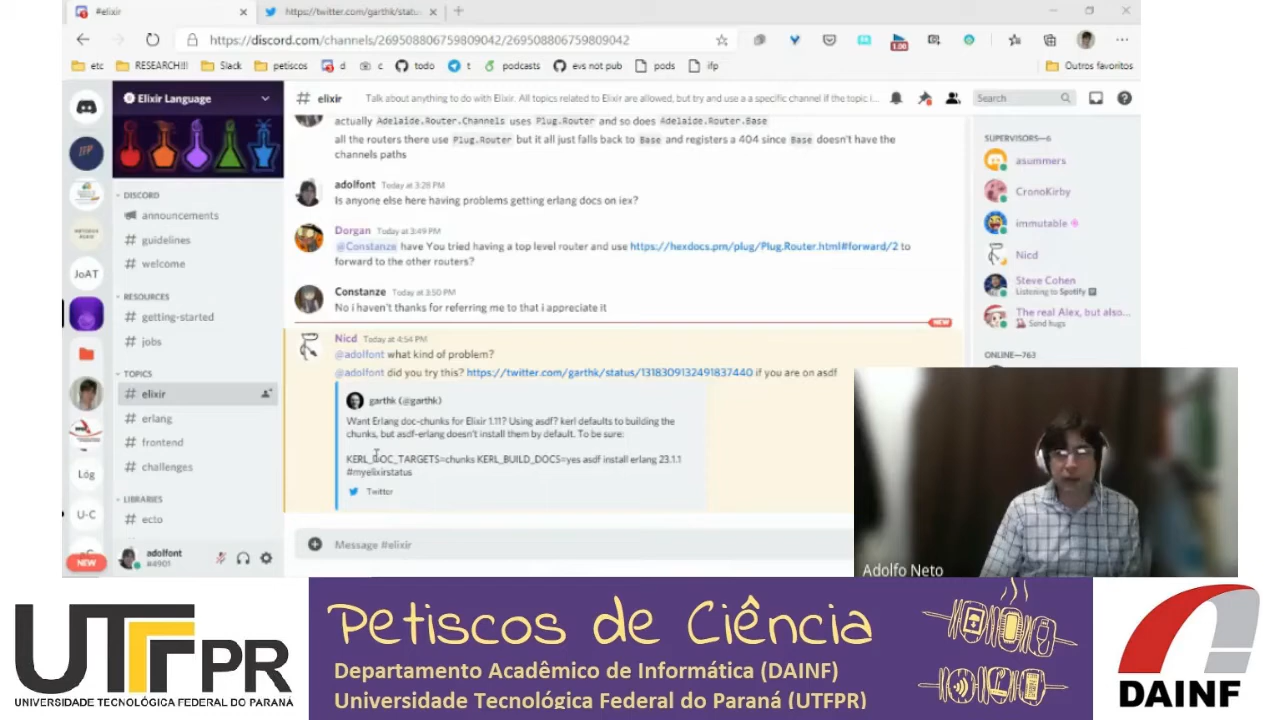 #elixir
https://twitter.com/garthk/statu
https://discord.com/channels/269508806759809042/269508806759809042
1.00
etc
RESEARCH!!!
Slack
petiscos
d
c
todo
t
podcasts
evs not pub
pods
ifp
Outros favoritos
Elixir Language
# elixir
Talk about anything to do with Elixir. All topics related to Elixir are allowed, but try and use a a specific channel if the topic i...
Search
JoAT
Lóg
U-C
NEW
DISCORD
announcements
guidelines
welcome
RESOURCES
# getting-started
# jobs
TOPICS
# elixir
# erlang
# frontend
# challenges
LIBRARIES
# ecto
adolfont
#4901
actually Adelaide.Router.Channels uses Plug.Router and so does Adelaide.Router.Base
all the routers there use Plug.Router but it all just falls back to Base and registers a 404 since Base doesn't have the
channels paths
adolfont Today at 3:28 PM
Is anyone else here having problems getting erlang docs on iex?
Dorgan Today at 3:49 PM
@Constanze have You tried having a top level router and use https://hexdocs.pm/plug/Plug.Router.html#forward/2 to
forward to the other routers?
Constanze Today at 3:50 PM
No i haven't thanks for referring me to that i appreciate it
NEW
Nicd Today at 4:54 PM
@adolfont what kind of problem?
@adolfont did you try this? https://twitter.com/garthk/status/1318309132491837440 if you are on asdf
garthk (@garthk)
Want Erlang doc-chunks for Elixir 1.11? Using asdf? kerl defaults to building the
chunks, but asdf-erlang doesn't install them by default. To be sure:
KERL_DOC_TARGETS=chunks KERL_BUILD_DOCS=yes asdf install erlang 23.1.1
#myelixirstatus
Twitter
Message #elixir
SUPERVISORS—6
asummers
CronoKirby
immutable
Nicd
Steve Cohen
Listening to Spotify
The real Alex, but also...
Send hugs
ONLINE—763
Adolfo Neto
UTFPR
UNIVERSIDADE TECNOLÓGICA FEDERAL DO PARANÁ
Petiscos de Ciência
Departamento Acadêmico de Informática (DAINF)
Universidade Tecnológica Federal do Paraná (UTFPR)
DAINF